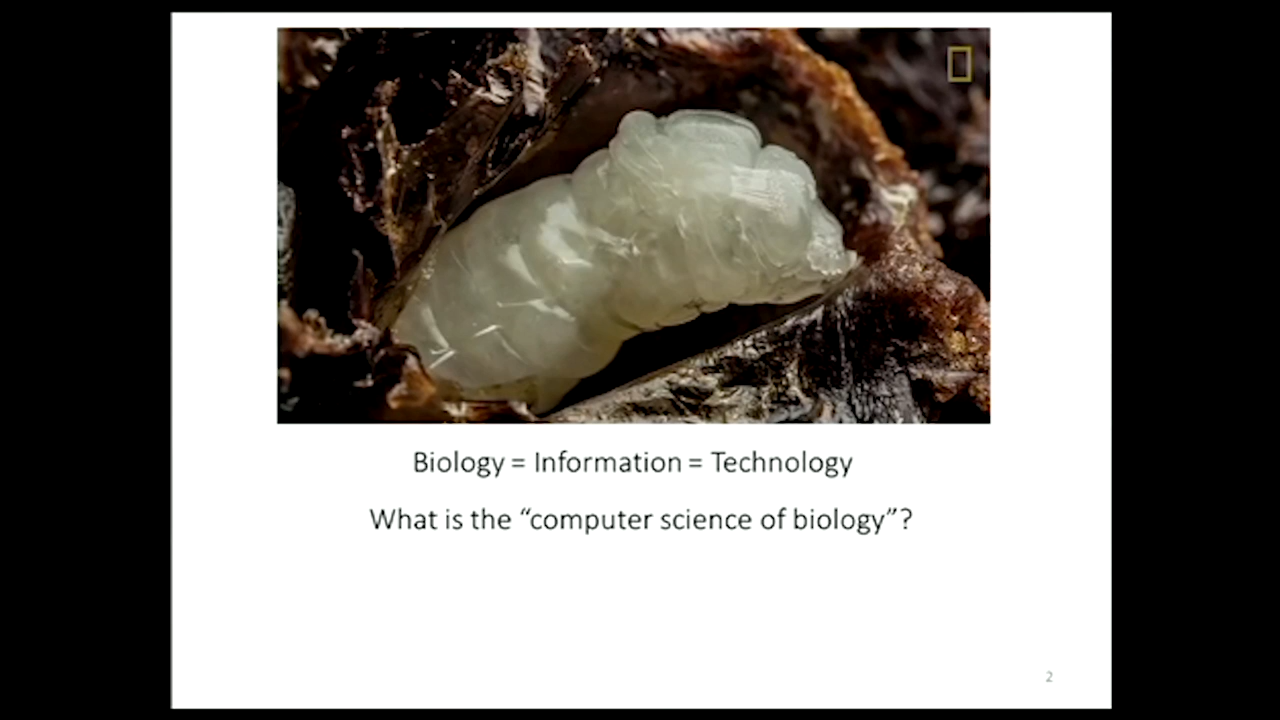 Biology = Information = Technology
What is the “computer science of biology”?
2